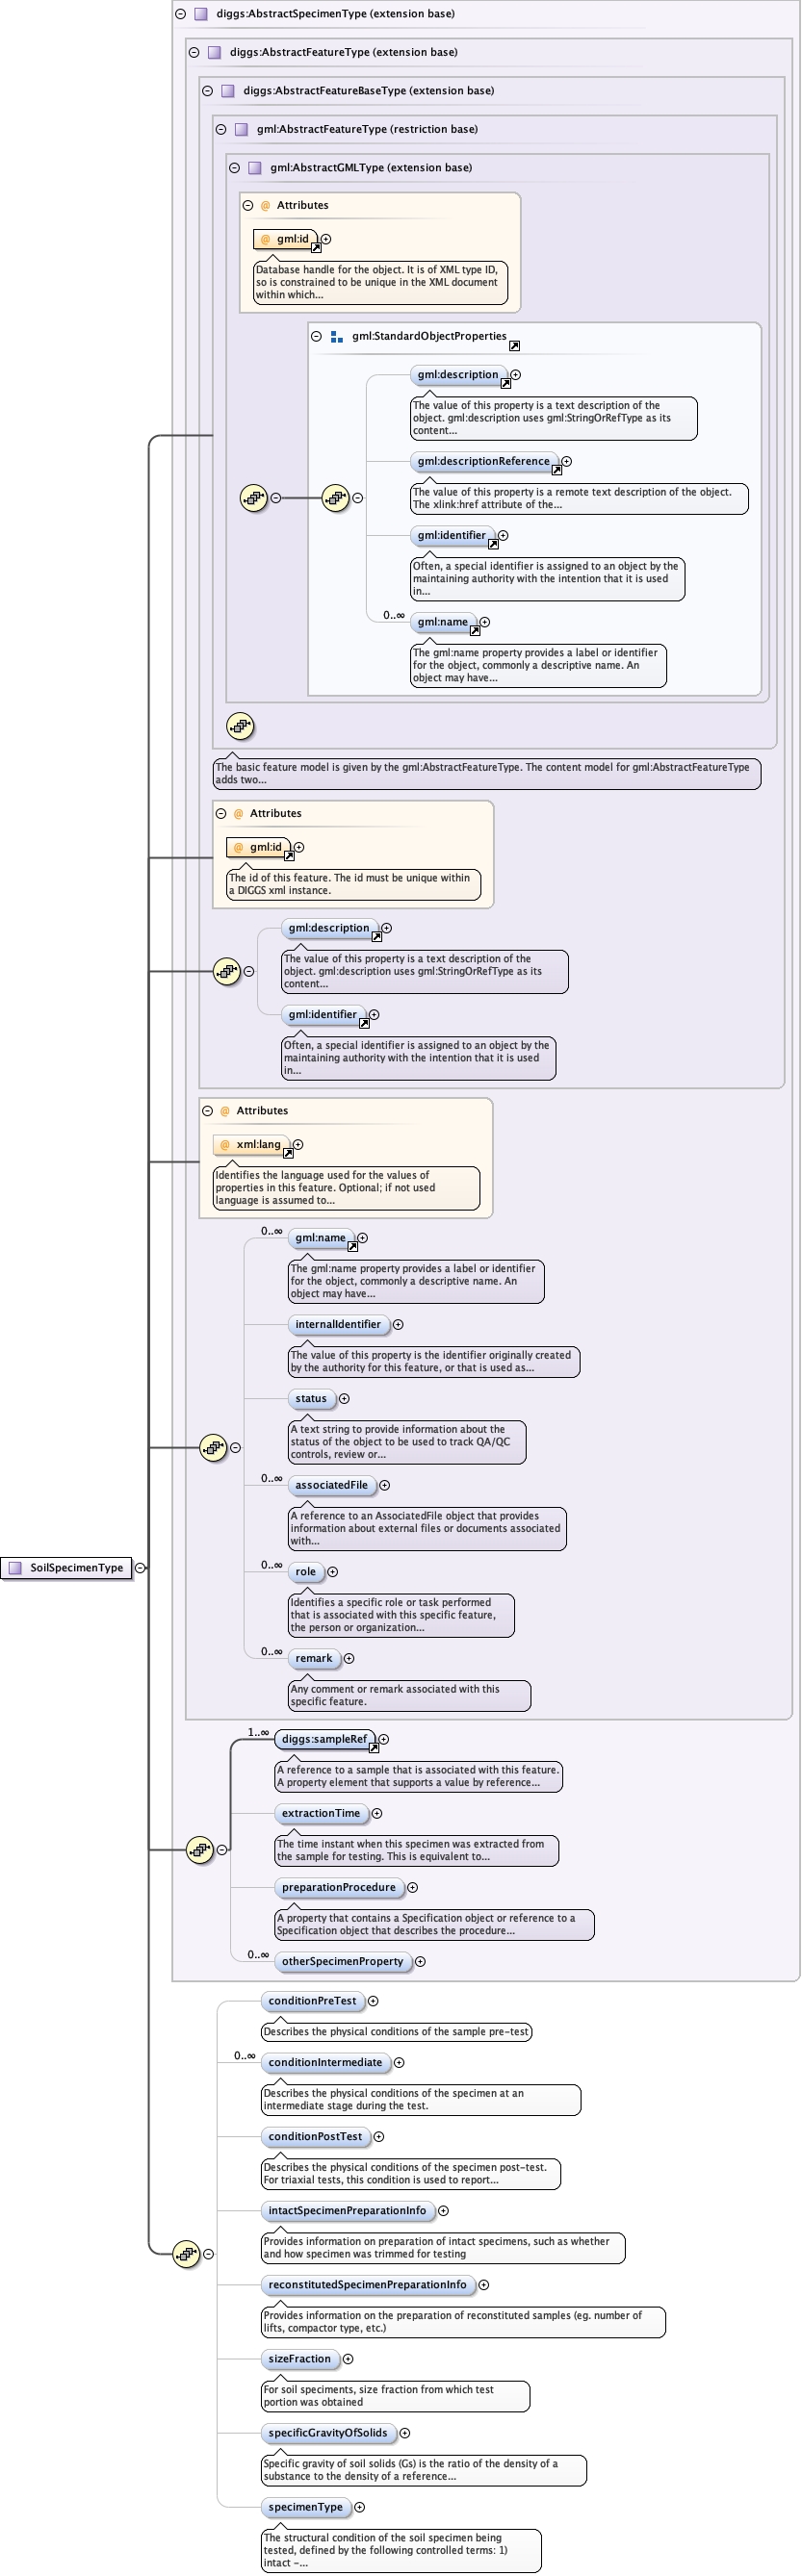 diggs:AbstractSpecimenType (extension base)
diggs:AbstractFeatureType (extension base)
diggs:AbstractFeatureBaseType (extension base)
gml:AbstractFeatureType (restriction base)
gml:AbstractGMLType (extension base)
@ Attributes
@ gml:id
Database handle for the object. It is of XML type ID,
so is constrained to be unique in the XML document
within which...
gml:StandardObjectProperties
gml:description
The value of this property is a text description of the
object. gml:description uses gml:StringOrRefType as its
content...
gml:descriptionReference
The value of this property is a remote text description of the object.
The xlink:href attribute of the...
gml:identifier
Often, a special identifier is assigned to an object by the
maintaining authority with the intention that it is used
in...
0..∞
gml:name
The gml:name property provides a label or identifier
for the object, commonly a descriptive name. An
object may have...
The basic feature model is given by the gml:AbstractFeatureType. The content model for gml:AbstractFeatureType
adds two...
@ Attributes
@ gml:id
The id of this feature. The id must be unique within
a DIGGS xml instance.
gml:description
The value of this property is a text description of the
object. gml:description uses gml:StringOrRefType as its
content...
gml:identifier
Often, a special identifier is assigned to an object by the
maintaining authority with the intention that it is used
in...
@ Attributes
@ xml:lang
Identifies the language used for the values of
properties in this feature. Optional; if not used
language is assumed to...
0..∞
gml:name
The gml:name property provides a label or identifier
for the object, commonly a descriptive name. An
object may have...
internalIdentifier
The value of this property is the identifier originally created
by the authority for this feature, or that is used as...
status
A text string to provide information about the
status of the object to be used to track QA/QC
controls, review or...
0..∞
associatedFile
A reference to an AssociatedFile object that provides
information about external files or documents associated
with...
0..∞
role
Identifies a specific role or task performed
that is associated with this specific feature,
the person or organization...
SoilSpecimenType
0..∞
remark
Any comment or remark associated with this
specific feature.
1..∞
diggs:sampleRef
A reference to a sample that is associated with this feature.
A property element that supports a value by reference...
extractionTime
The time instant when this specimen was extracted from
the sample for testing. This is equivalent to...
preparationProcedure
A property that contains a Specification object or reference to a
Specification object that describes the procedure...
0..∞
otherSpecimenProperty
conditionPreTest
Describes the physical conditions of the sample pre-test
0..∞
conditionIntermediate
Describes the physical conditions of the specimen at an
intermediate stage during the test.
conditionPostTest
Describes the physical conditions of the specimen post-test.
For triaxial tests, this condition is used to report...
intactSpecimenPreparationInfo
Provides information on preparation of intact specimens, such as whether
and how specimen was trimmed for testing
reconstitutedSpecimenPreparationInfo
Provides information on the preparation of reconstituted samples (eg. number of
lifts, compactor type, etc.)
sizeFraction
For soil speciments, size fraction from which test
portion was obtained
specificGravityOfSolids
Specific gravity of soil solids (Gs) is the ratio of the density of a
substance to the density of a reference...
specimenType
The structural condition of the soil specimen being
tested, defined by the following controlled terms: 1)
intact -...